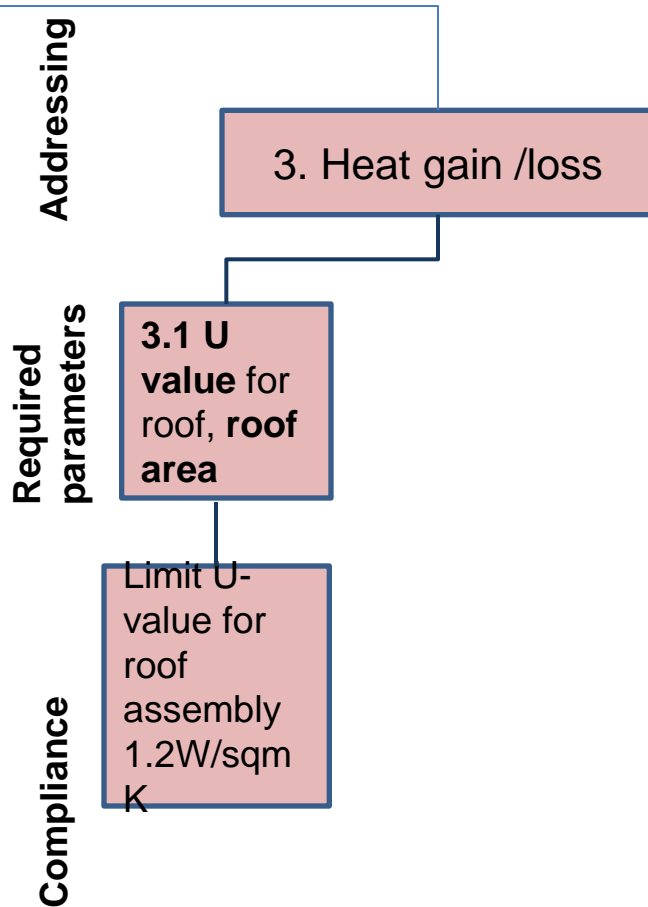 Addressing
3. Heat gain /loss
Required
parameters
3.1 U
value for
roof, roof
area
Compliance
Limit U-
value for
roof
assembly
1.2W/sqm
K